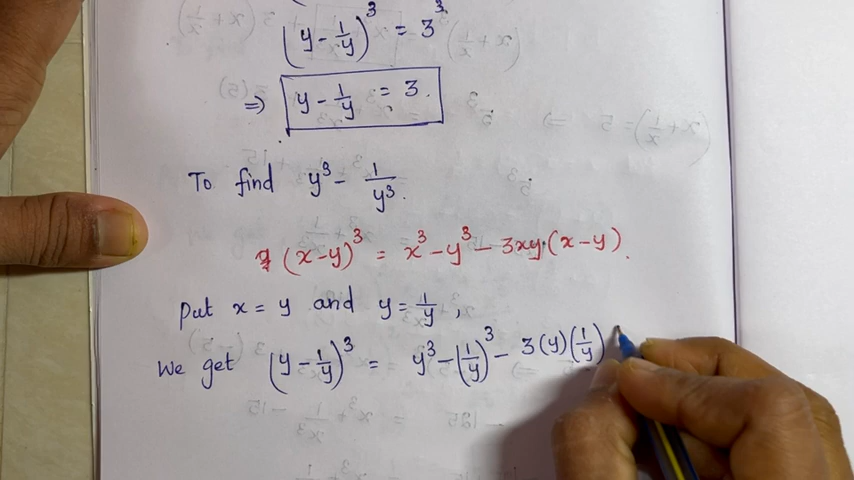 (y - 1/y)³ = 3³
⇒ y - 1/y = 3.
To find y³ - 1/y³.
(x-y)³ = x³ - y³ - 3xy(x-y).
Put x = y and y = 1/y,
We get (y - 1/y)³ = y³ - (1/y)³ - 3(y)(1/y)